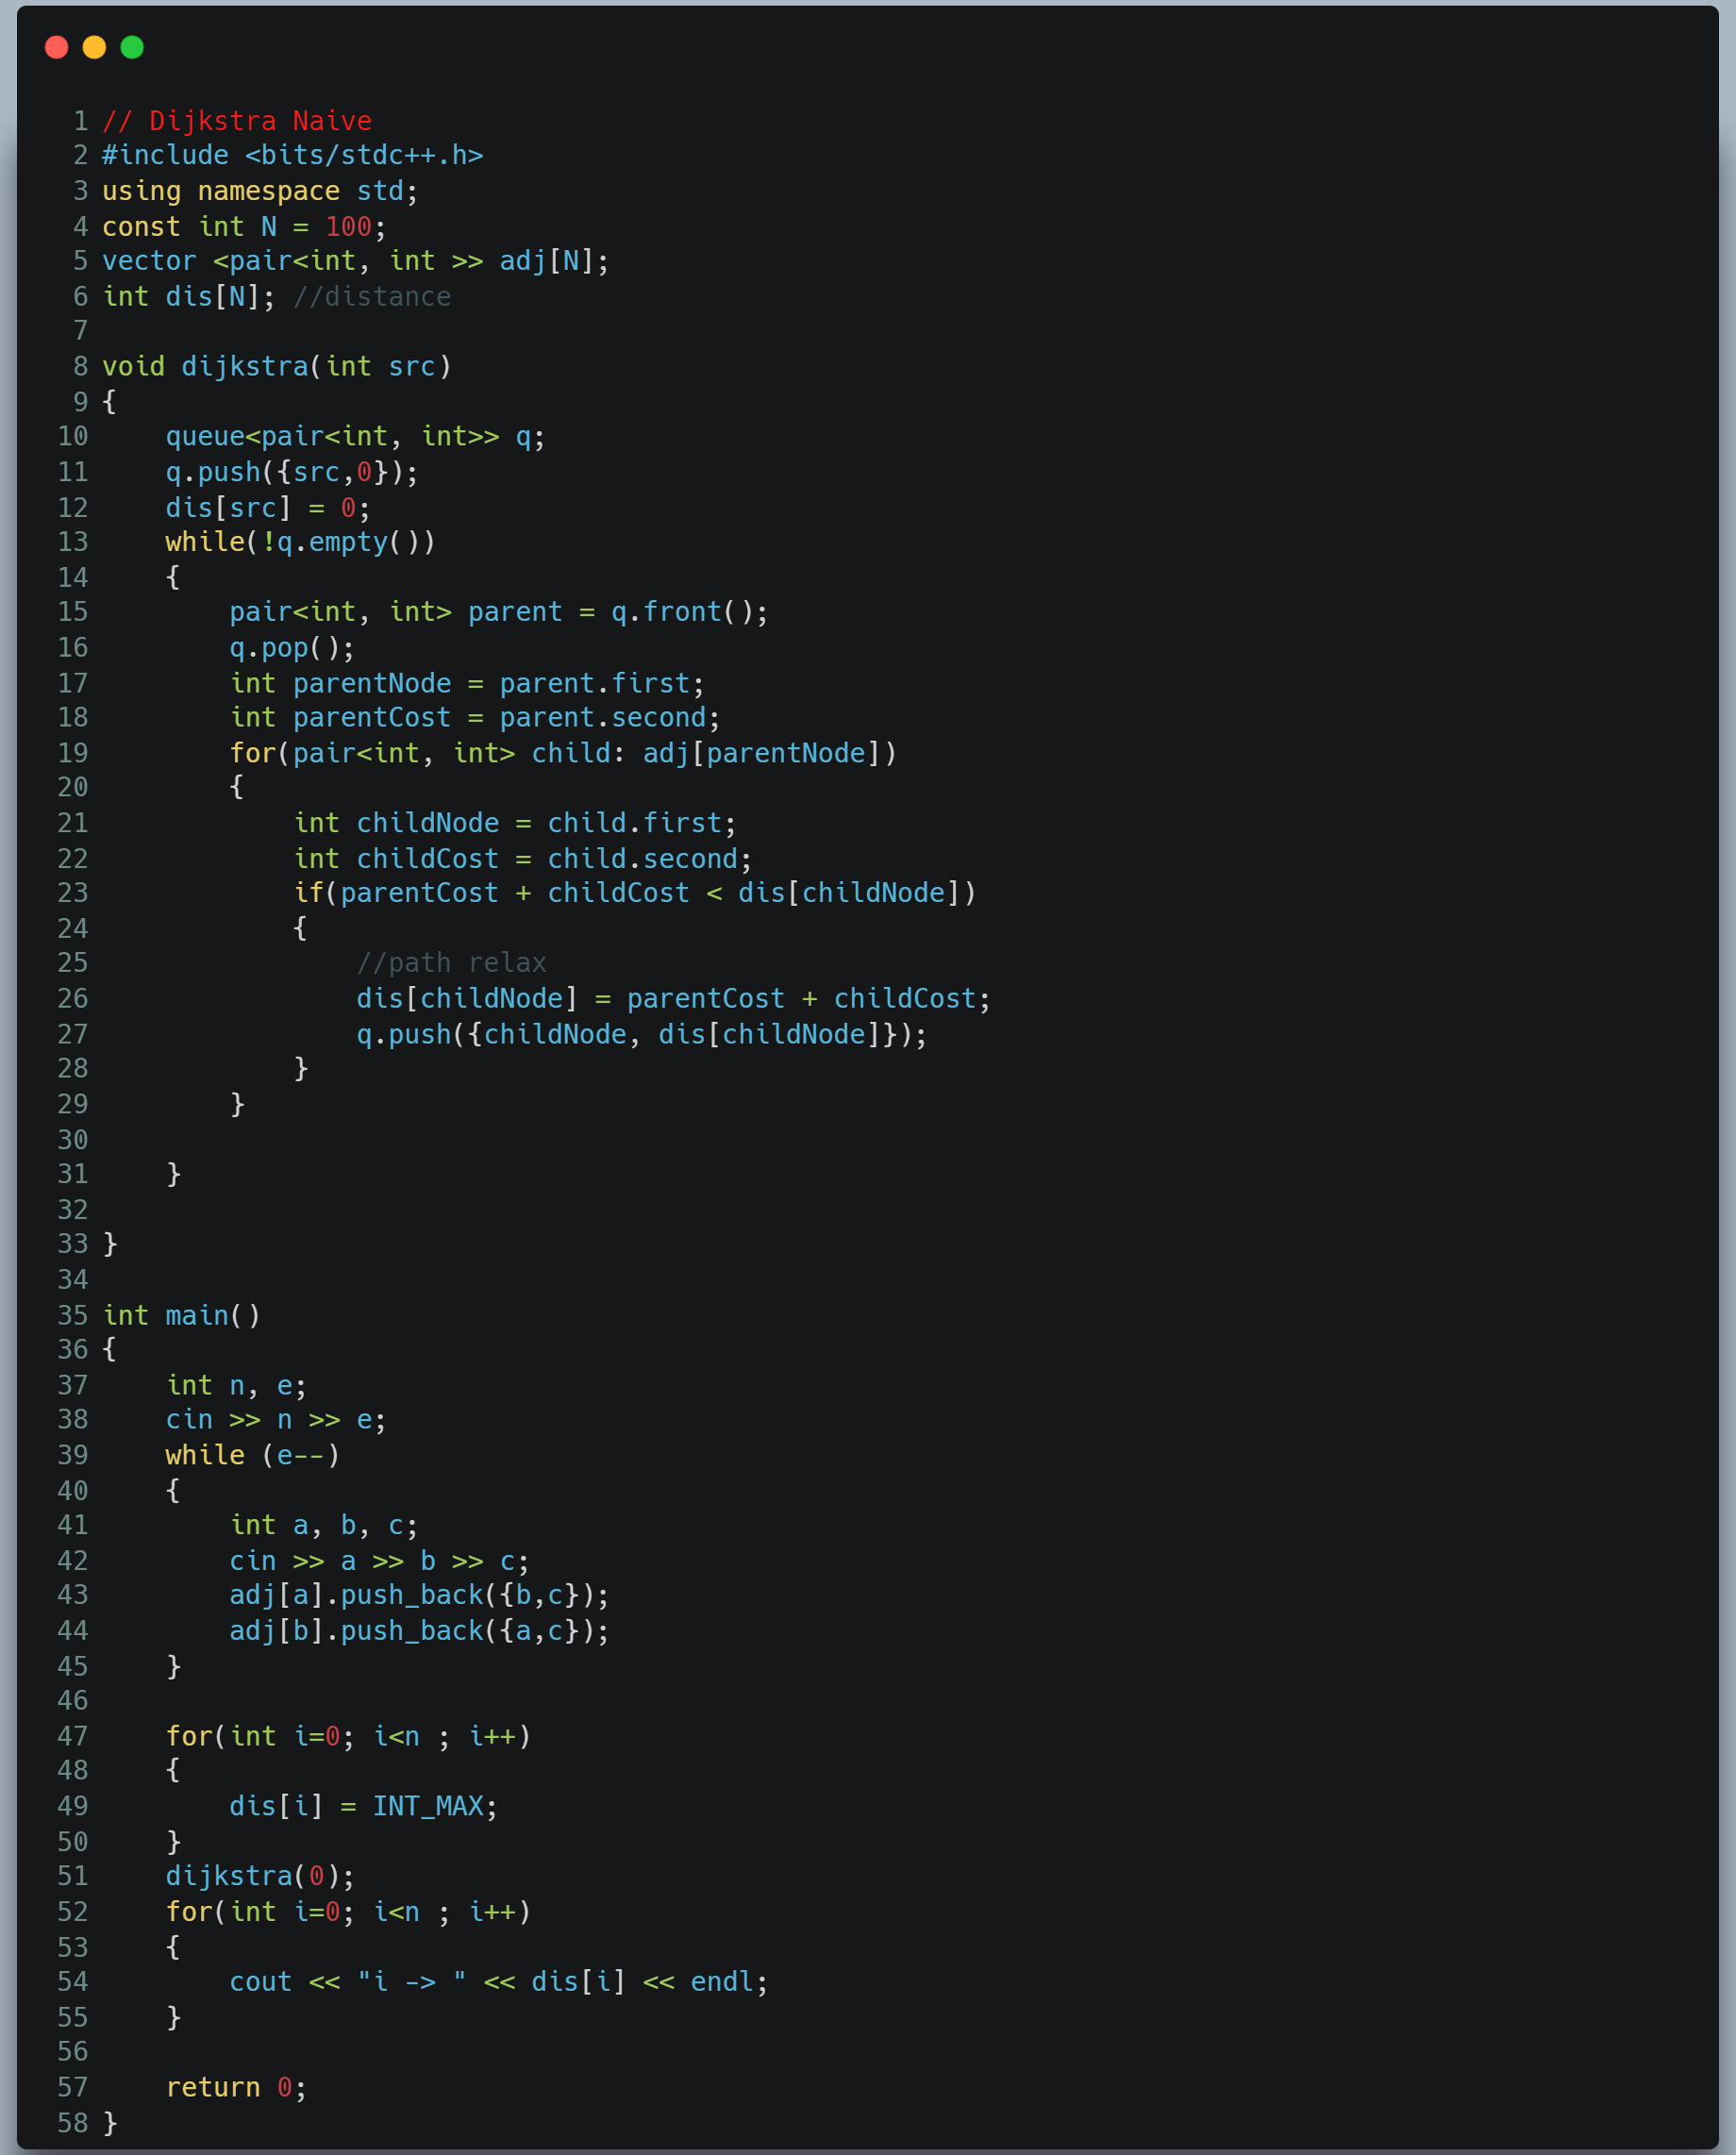 1 // Dijkstra Naive
2 #include <bits/stdc++.h>
3 using namespace std;
4 const int N = 100;
5 vector <pair<int, int >> adj[N];
6 int dis[N]; //distance
7
8 void dijkstra(int src)
9 {
10     queue<pair<int, int>> q;
11     q.push({src,0});
12     dis[src] = 0;
13     while(!q.empty())
14     {
15         pair<int, int> parent = q.front();
16         q.pop();
17         int parentNode = parent.first;
18         int parentCost = parent.second;
19         for(pair<int, int> child: adj[parentNode])
20         {
21             int childNode = child.first;
22             int childCost = child.second;
23             if(parentCost + childCost < dis[childNode])
24             {
25                 //path relax
26                 dis[childNode] = parentCost + childCost;
27                 q.push({childNode, dis[childNode]});
28             }
29         }
30
31     }
32
33 }
34
35 int main()
36 {
37     int n, e;
38     cin >> n >> e;
39     while (e--)
40     {
41         int a, b, c;
42         cin >> a >> b >> c;
43         adj[a].push_back({b,c});
44         adj[b].push_back({a,c});
45     }
46
47     for(int i=0; i<n ; i++)
48     {
49         dis[i] = INT_MAX;
50     }
51     dijkstra(0);
52     for(int i=0; i<n ; i++)
53     {
54         cout << "i -> " << dis[i] << endl;
55     }
56
57     return 0;
58 }